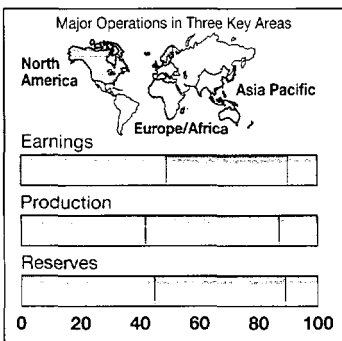 Major Operations in Three Key Areas
North
America
Asia Pacific
Europe/Africa
Earnings
Production
Reserves
0 20 40 60 80 100